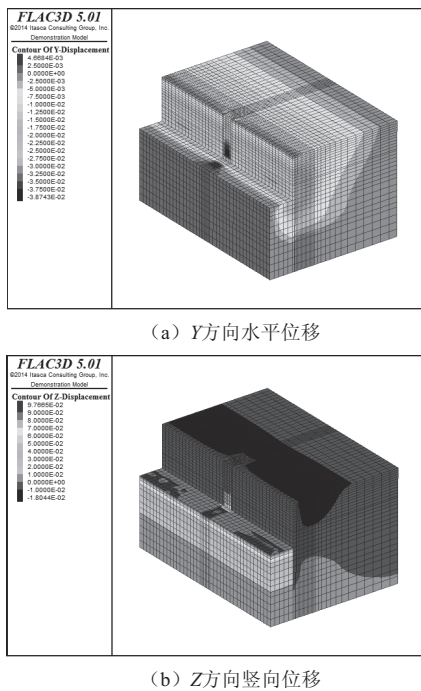 FLAC3D 5.01
©2014 Itasca Consulting Group, Inc.
Demonstration Model
Contour Of Y-Displacement
4.6684E-03
2.5000E-03
0.0000E+00
-2.5000E-03
-5.0000E-03
-7.5000E-03
-1.0000E-02
-1.2500E-02
-1.5000E-02
-1.7500E-02
-2.0000E-02
-2.2500E-02
-2.5000E-02
-2.7500E-02
-3.0000E-02
-3.2500E-02
-3.5000E-02
-3.7500E-02
-3.8743E-02
（a）Y方向水平位移
FLAC3D 5.01
©2014 Itasca Consulting Group, Inc.
Demonstration Model
Contour Of Z-Displacement
9.7665E-02
9.0000E-02
8.0000E-02
7.0000E-02
6.0000E-02
5.0000E-02
4.0000E-02
3.0000E-02
2.0000E-02
1.0000E-02
0.0000E+00
-1.0000E-02
-1.8044E-02
（b）Z方向竖向位移